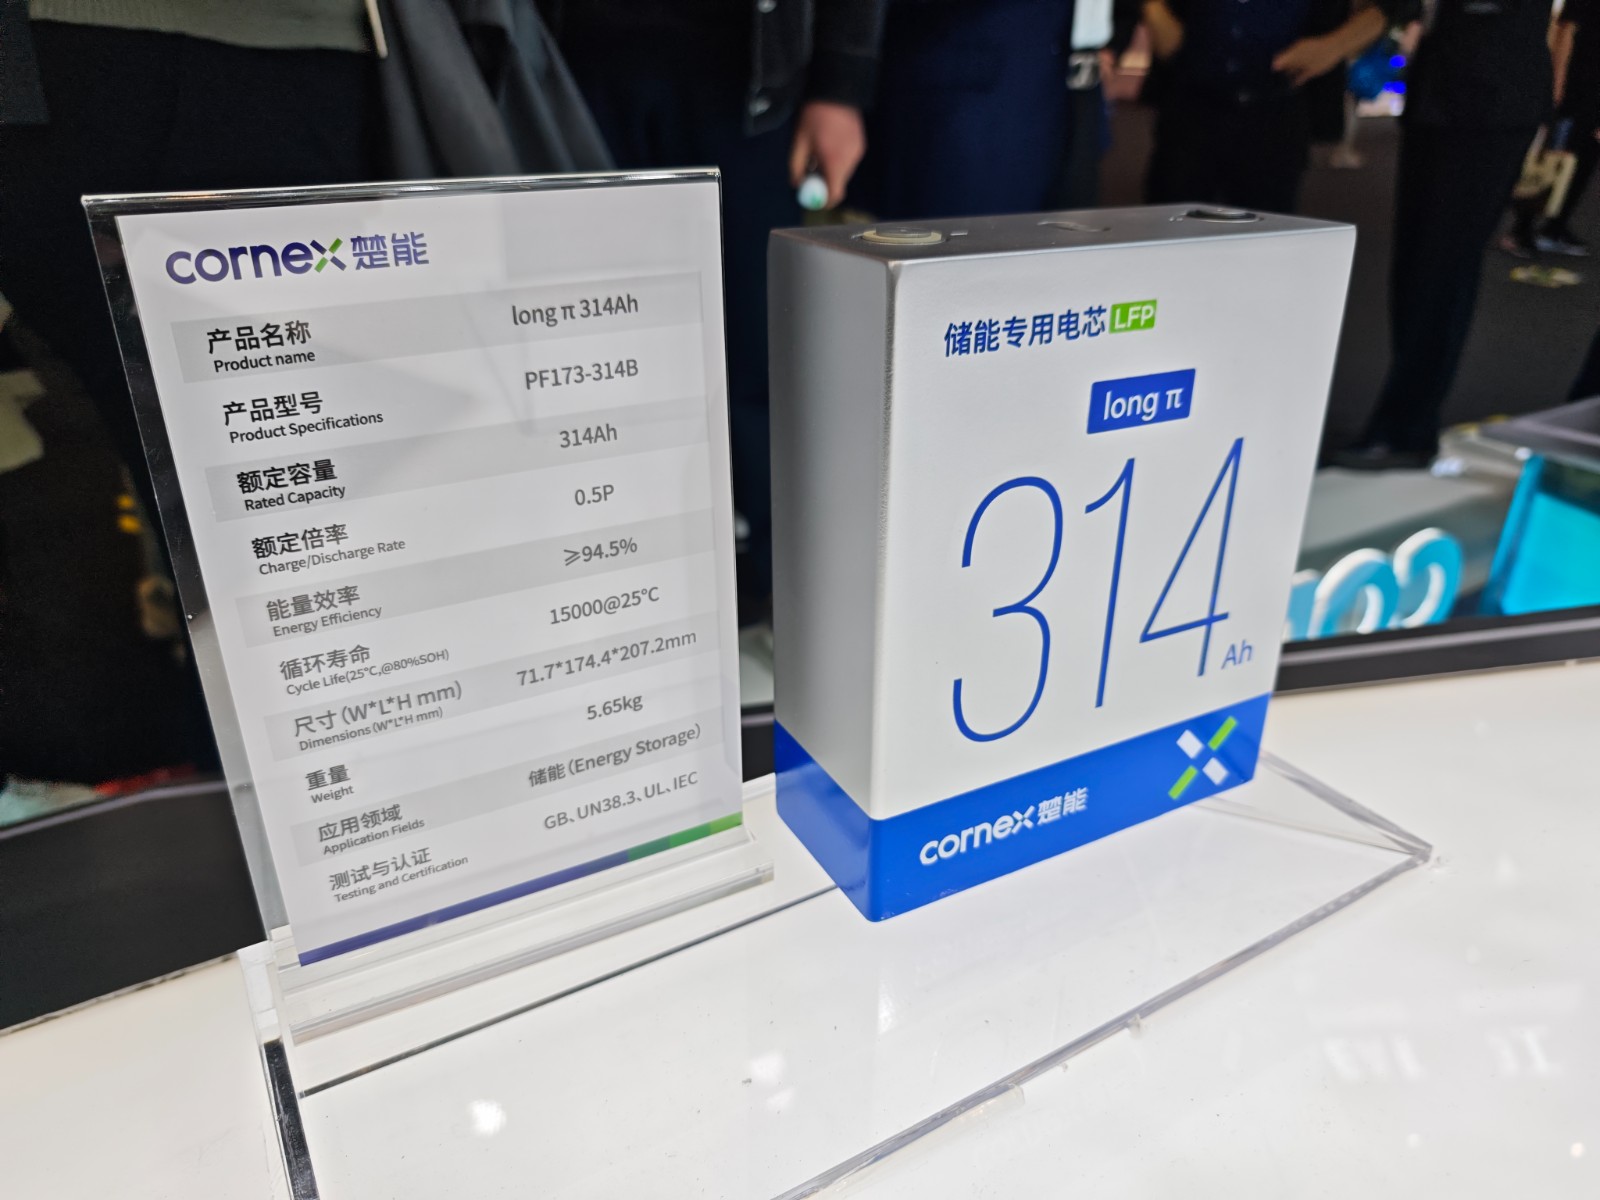 cornex 楚能
产品名称 long π 314Ah
Product name
产品型号 PF173-314B
Product Specifications
额定容量 314Ah
Rated Capacity
额定倍率 0.5P
Charge/Discharge Rate
能量效率 ≥94.5%
Energy Efficiency
循环寿命 15000@25°C
Cycle Life(25°C,@80%SOH)
尺寸(W*L*H mm) 71.7*174.4*207.2mm
Dimensions(W*L*H mm)
重量 5.65kg
Weight
应用领域 储能(Energy Storage)
Application Fields
测试与认证 GB、UN38.3、UL、IEC
Testing and Certification
储能专用电芯 LFP
long π
314
Ah
cornex 楚能